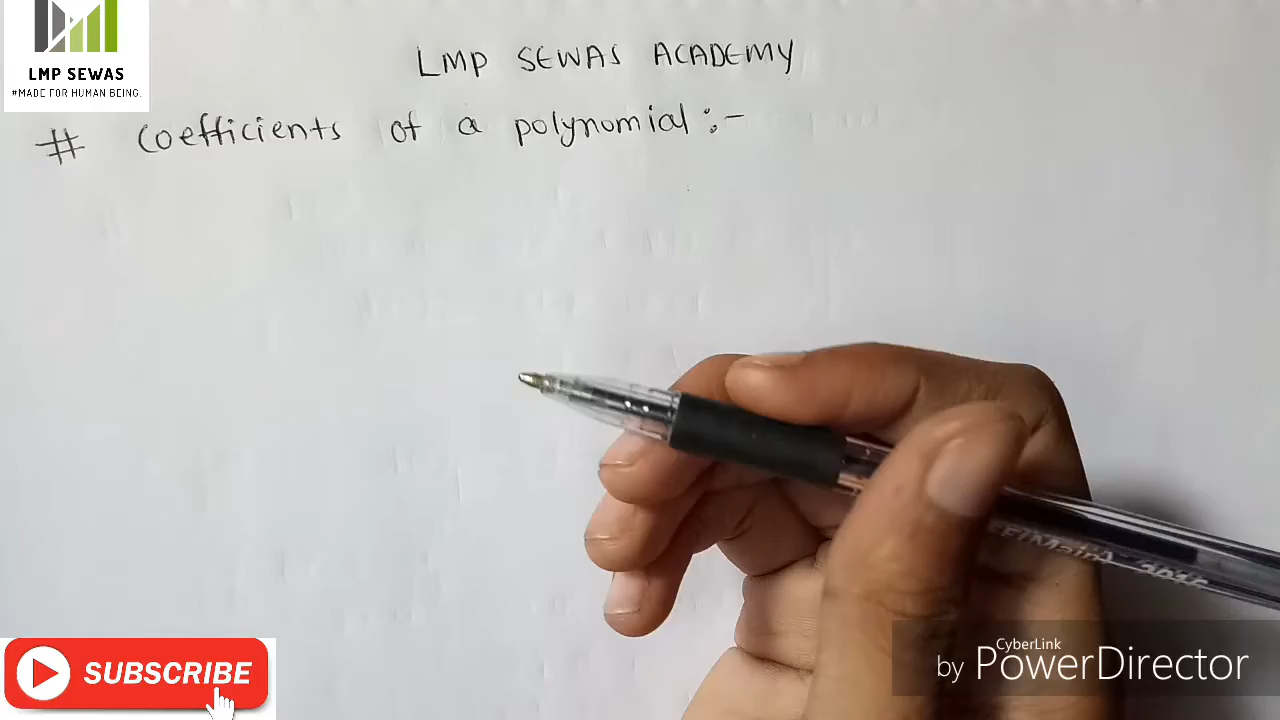 LMP SEWAS
#MADE FOR HUMAN BEING.
LMP SEWAS ACADEMY
# Coefficients of a polynomial :-
SUBSCRIBE
CyberLink
by PowerDirector